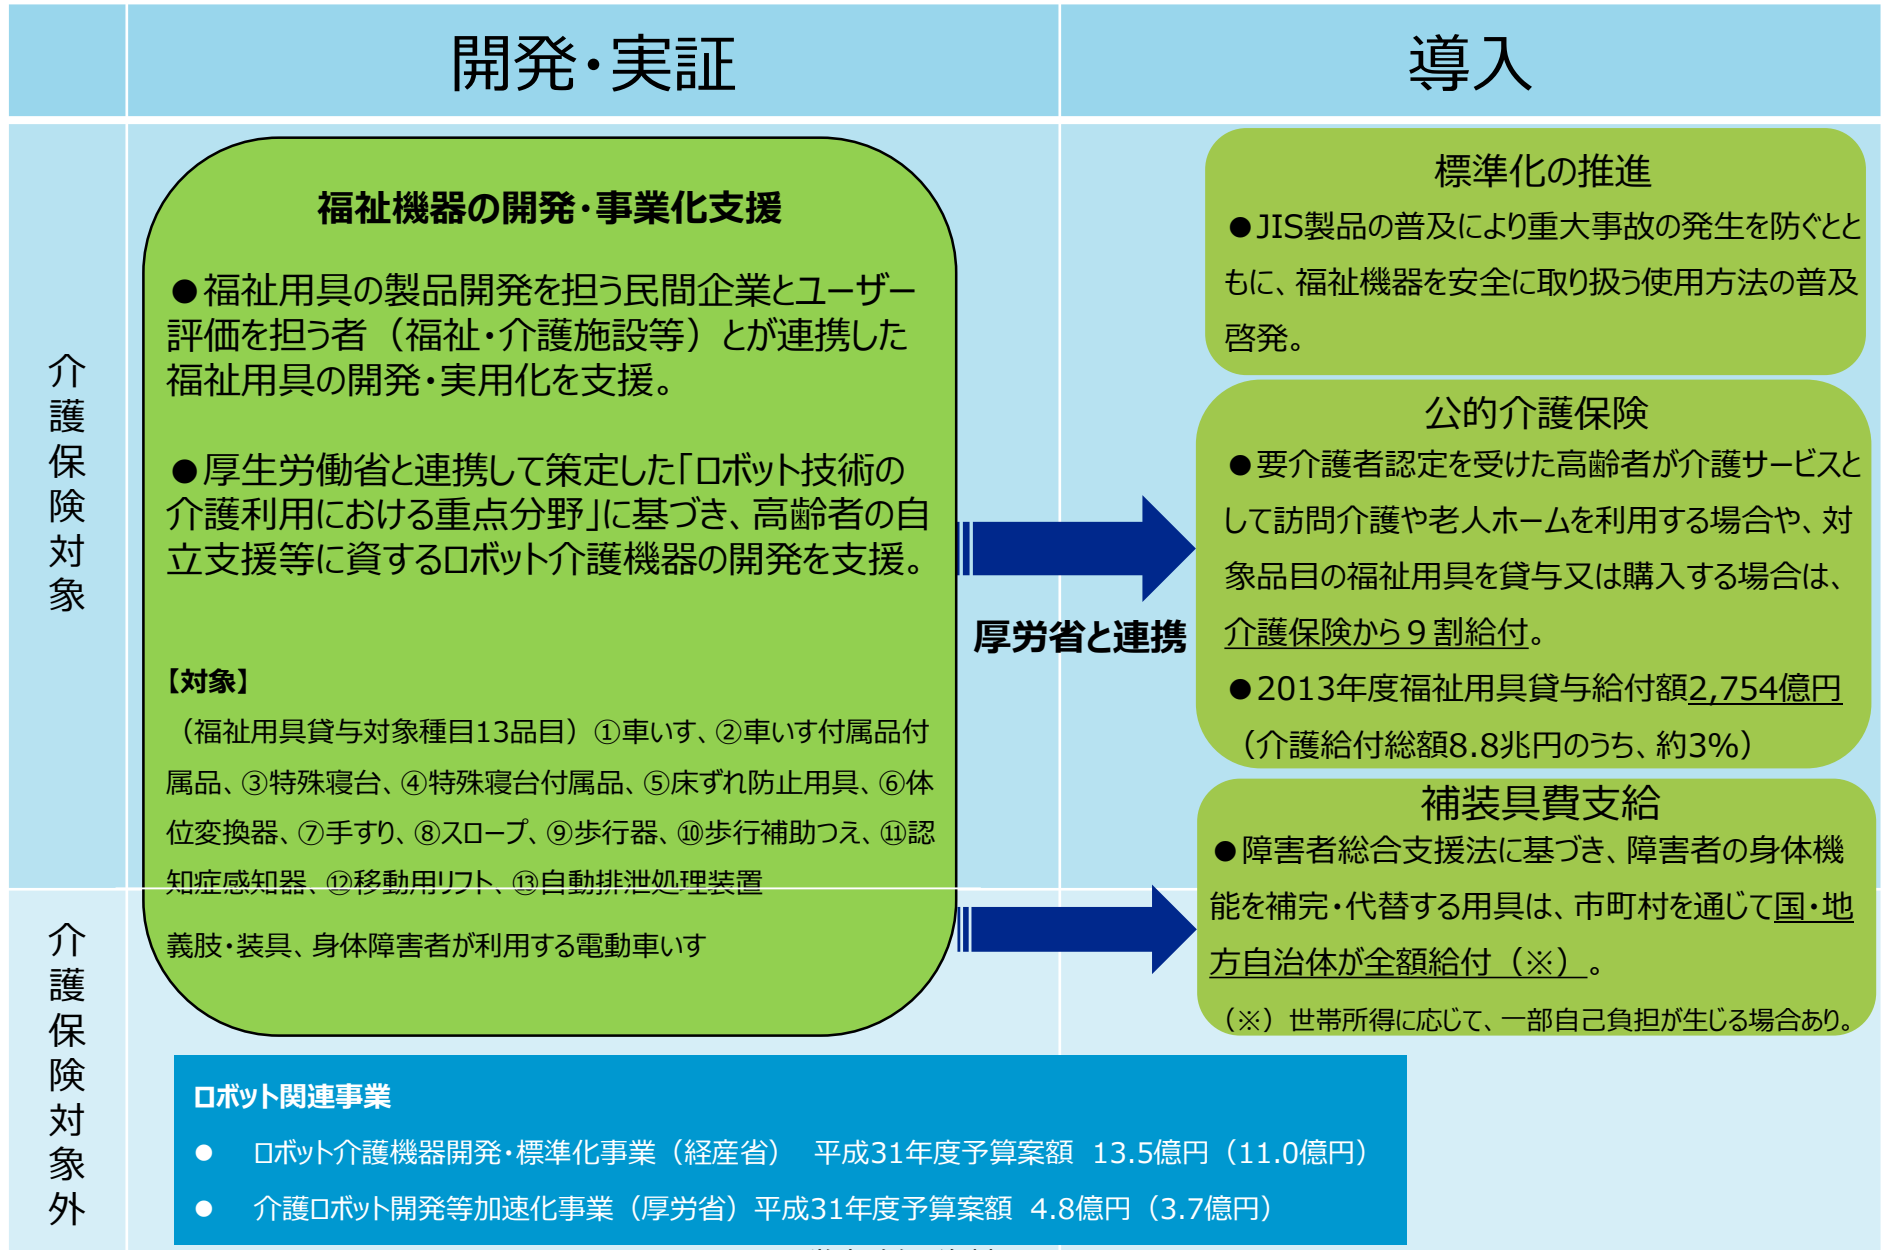 開発・実証
導入
介護保険対象
福祉機器の開発・事業化支援
●福祉用具の製品開発を担う民間企業とユーザー
評価を担う者（福祉・介護施設等）とが連携した
福祉用具の開発・実用化を支援。
●厚生労働省と連携して策定した「ロボット技術の
介護利用における重点分野」に基づき、高齢者の自
立支援等に資するロボット介護機器の開発を支援。
【対象】
（福祉用具貸与対象種目13品目）①車いす、②車いす付属品付
属品、③特殊寝台、④特殊寝台付属品、⑤床ずれ防止用具、⑥体
位変換器、⑦手すり、⑧スロープ、⑨歩行器、⑩歩行補助つえ、⑪認
知症感知器、⑫移動用リフト、⑬自動排泄処理装置
義肢・装具、身体障害者が利用する電動車いす
厚労省と連携
標準化の推進
●JIS製品の普及により重大事故の発生を防ぐとと
もに、福祉機器を安全に取り扱う使用方法の普及
啓発。
公的介護保険
●要介護者認定を受けた高齢者が介護サービスと
して訪問介護や老人ホームを利用する場合や、対
象品目の福祉用具を貸与又は購入する場合は、
介護保険から９割給付。
●2013年度福祉用具貸与給付額2,754億円
（介護給付総額8.8兆円のうち、約3%）
補装具費支給
●障害者総合支援法に基づき、障害者の身体機
能を補完・代替する用具は、市町村を通じて国・地
方自治体が全額給付（※）。
（※）世帯所得に応じて、一部自己負担が生じる場合あり。
介護保険対象外
ロボット関連事業
● ロボット介護機器開発・標準化事業（経産省） 平成31年度予算案額 13.5億円（11.0億円）
● 介護ロボット開発等加速化事業（厚労省）平成31年度予算案額 4.8億円（3.7億円）